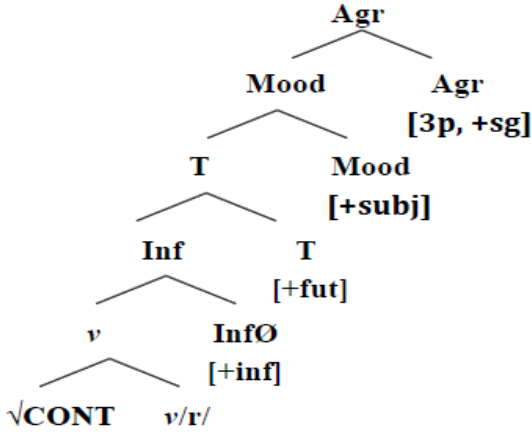 Agr
Mood Agr
[3p, +sg]
T Mood
[+subj]
Inf T
[+fut]
v InfØ
[+inf]
√CONT v/r/